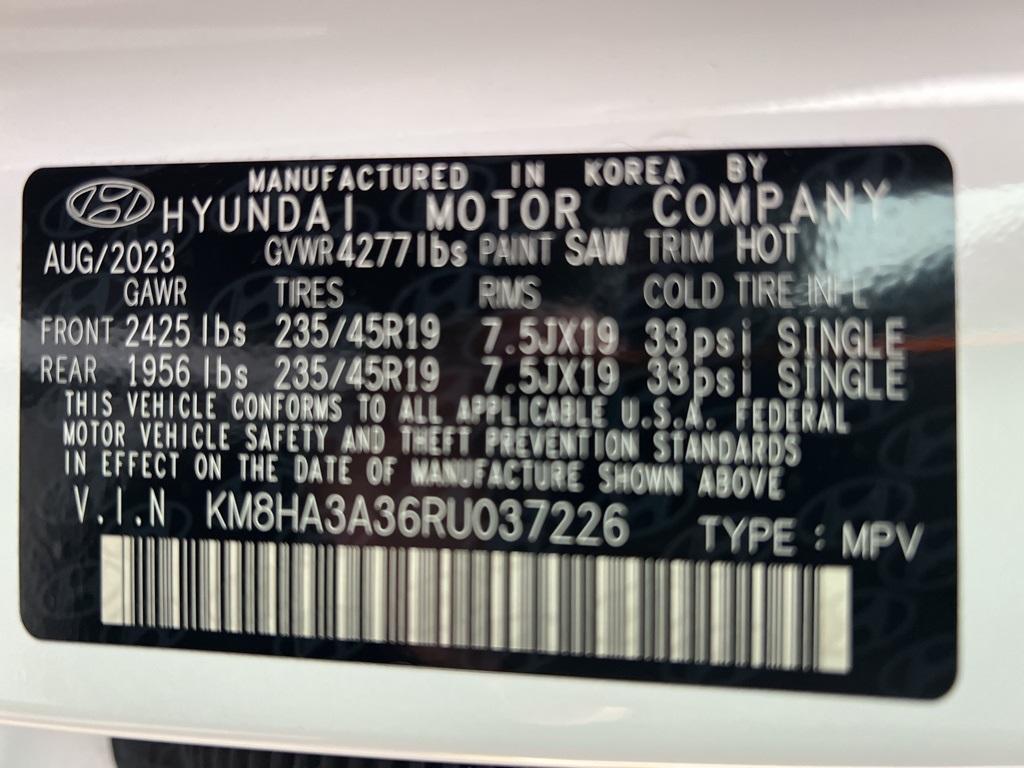 MANUFACTURED IN KOREA BY
HYUNDAI MOTOR COMPANY
AUG/2023 GVWR 4277 lbs PAINT SAW TRIM HOT
GAWR TIRES RIMS COLD TIRE INFL
FRONT 2425 lbs 235/45R19 7.5JX19 33psi SINGLE
REAR 1956 lbs 235/45R19 7.5JX19 33psi SINGLE
THIS VEHICLE CONFORMS TO ALL APPLICABLE U.S.A. FEDERAL
MOTOR VEHICLE SAFETY AND THEFT PREVENTION STANDARDS
IN EFFECT ON THE DATE OF MANUFACTURE SHOWN ABOVE
V.I.N KM8HA3A36RU037226 TYPE : MPV